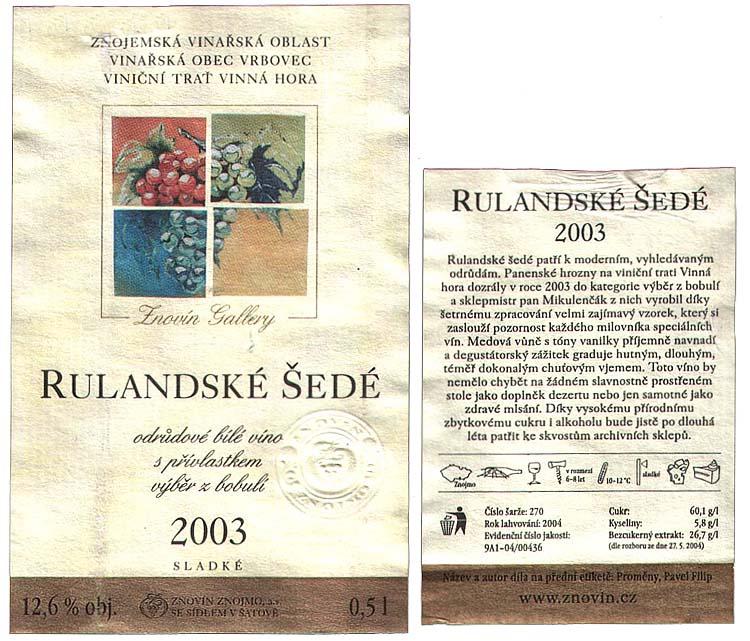 ZNOJEMSKÁ VINAŘSKÁ OBLAST
VINAŘSKÁ OBEC VRBOVEC
VINIČNÍ TRAŤ VINNÁ HORA
Znovín Gallery
RULANDSKÉ ŠEDÉ
odrůdové bílé víno
s přívlastkem
výběr z bobulí
2003
SLADKÉ
12,6 % obj.
ZNOVÍN ZNOJMO, a.s.
SE SÍDLEM V ŠATOVĚ
0,5 l
RULANDSKÉ ŠEDÉ
2003
Rulandské šedé patří k moderním, vyhledávaným
odrůdám. Panenské hrozny na viniční trati Vinná
hora dozrály v roce 2003 do kategorie výběr z bobulí
a sklepmistr pan Mikulenčák z nich vyrobil díky
šetrnému zpracování velmi zajímavý vzorek, který si
zaslouží pozornost každého milovníka speciálních
vín. Medová vůně s tóny vanilky příjemně navnadí
a degustátorský zážitek graduje hutným, dlouhým,
téměř dokonalým chuťovým vjemem. Toto víno by
nemělo chybět na žádném slavnostně prostřeném
stole jako doplněk dezertu nebo jen samotné jako
zdravé mlsání. Díky vysokému přírodnímu
zbytkovému cukru i alkoholu bude jistě po dlouhá
léta patřit ke skvostům archivních sklepů.
Znojmo
v rozmezí
6-8 let
10-12°C
sladké
Číslo šarže: 270
Rok lahvování: 2004
Evidenční číslo jakosti:
9A1-04/00436
Cukr: 60,1 g/l
Kyseliny: 5,8 g/l
Bezcukerný extrakt: 26,7 g/l
(dle rozboru ze dne 27. 5. 2004)
Název a autor díla na přední etiketě: Proměny, Pavel Filip
www.znovin.cz